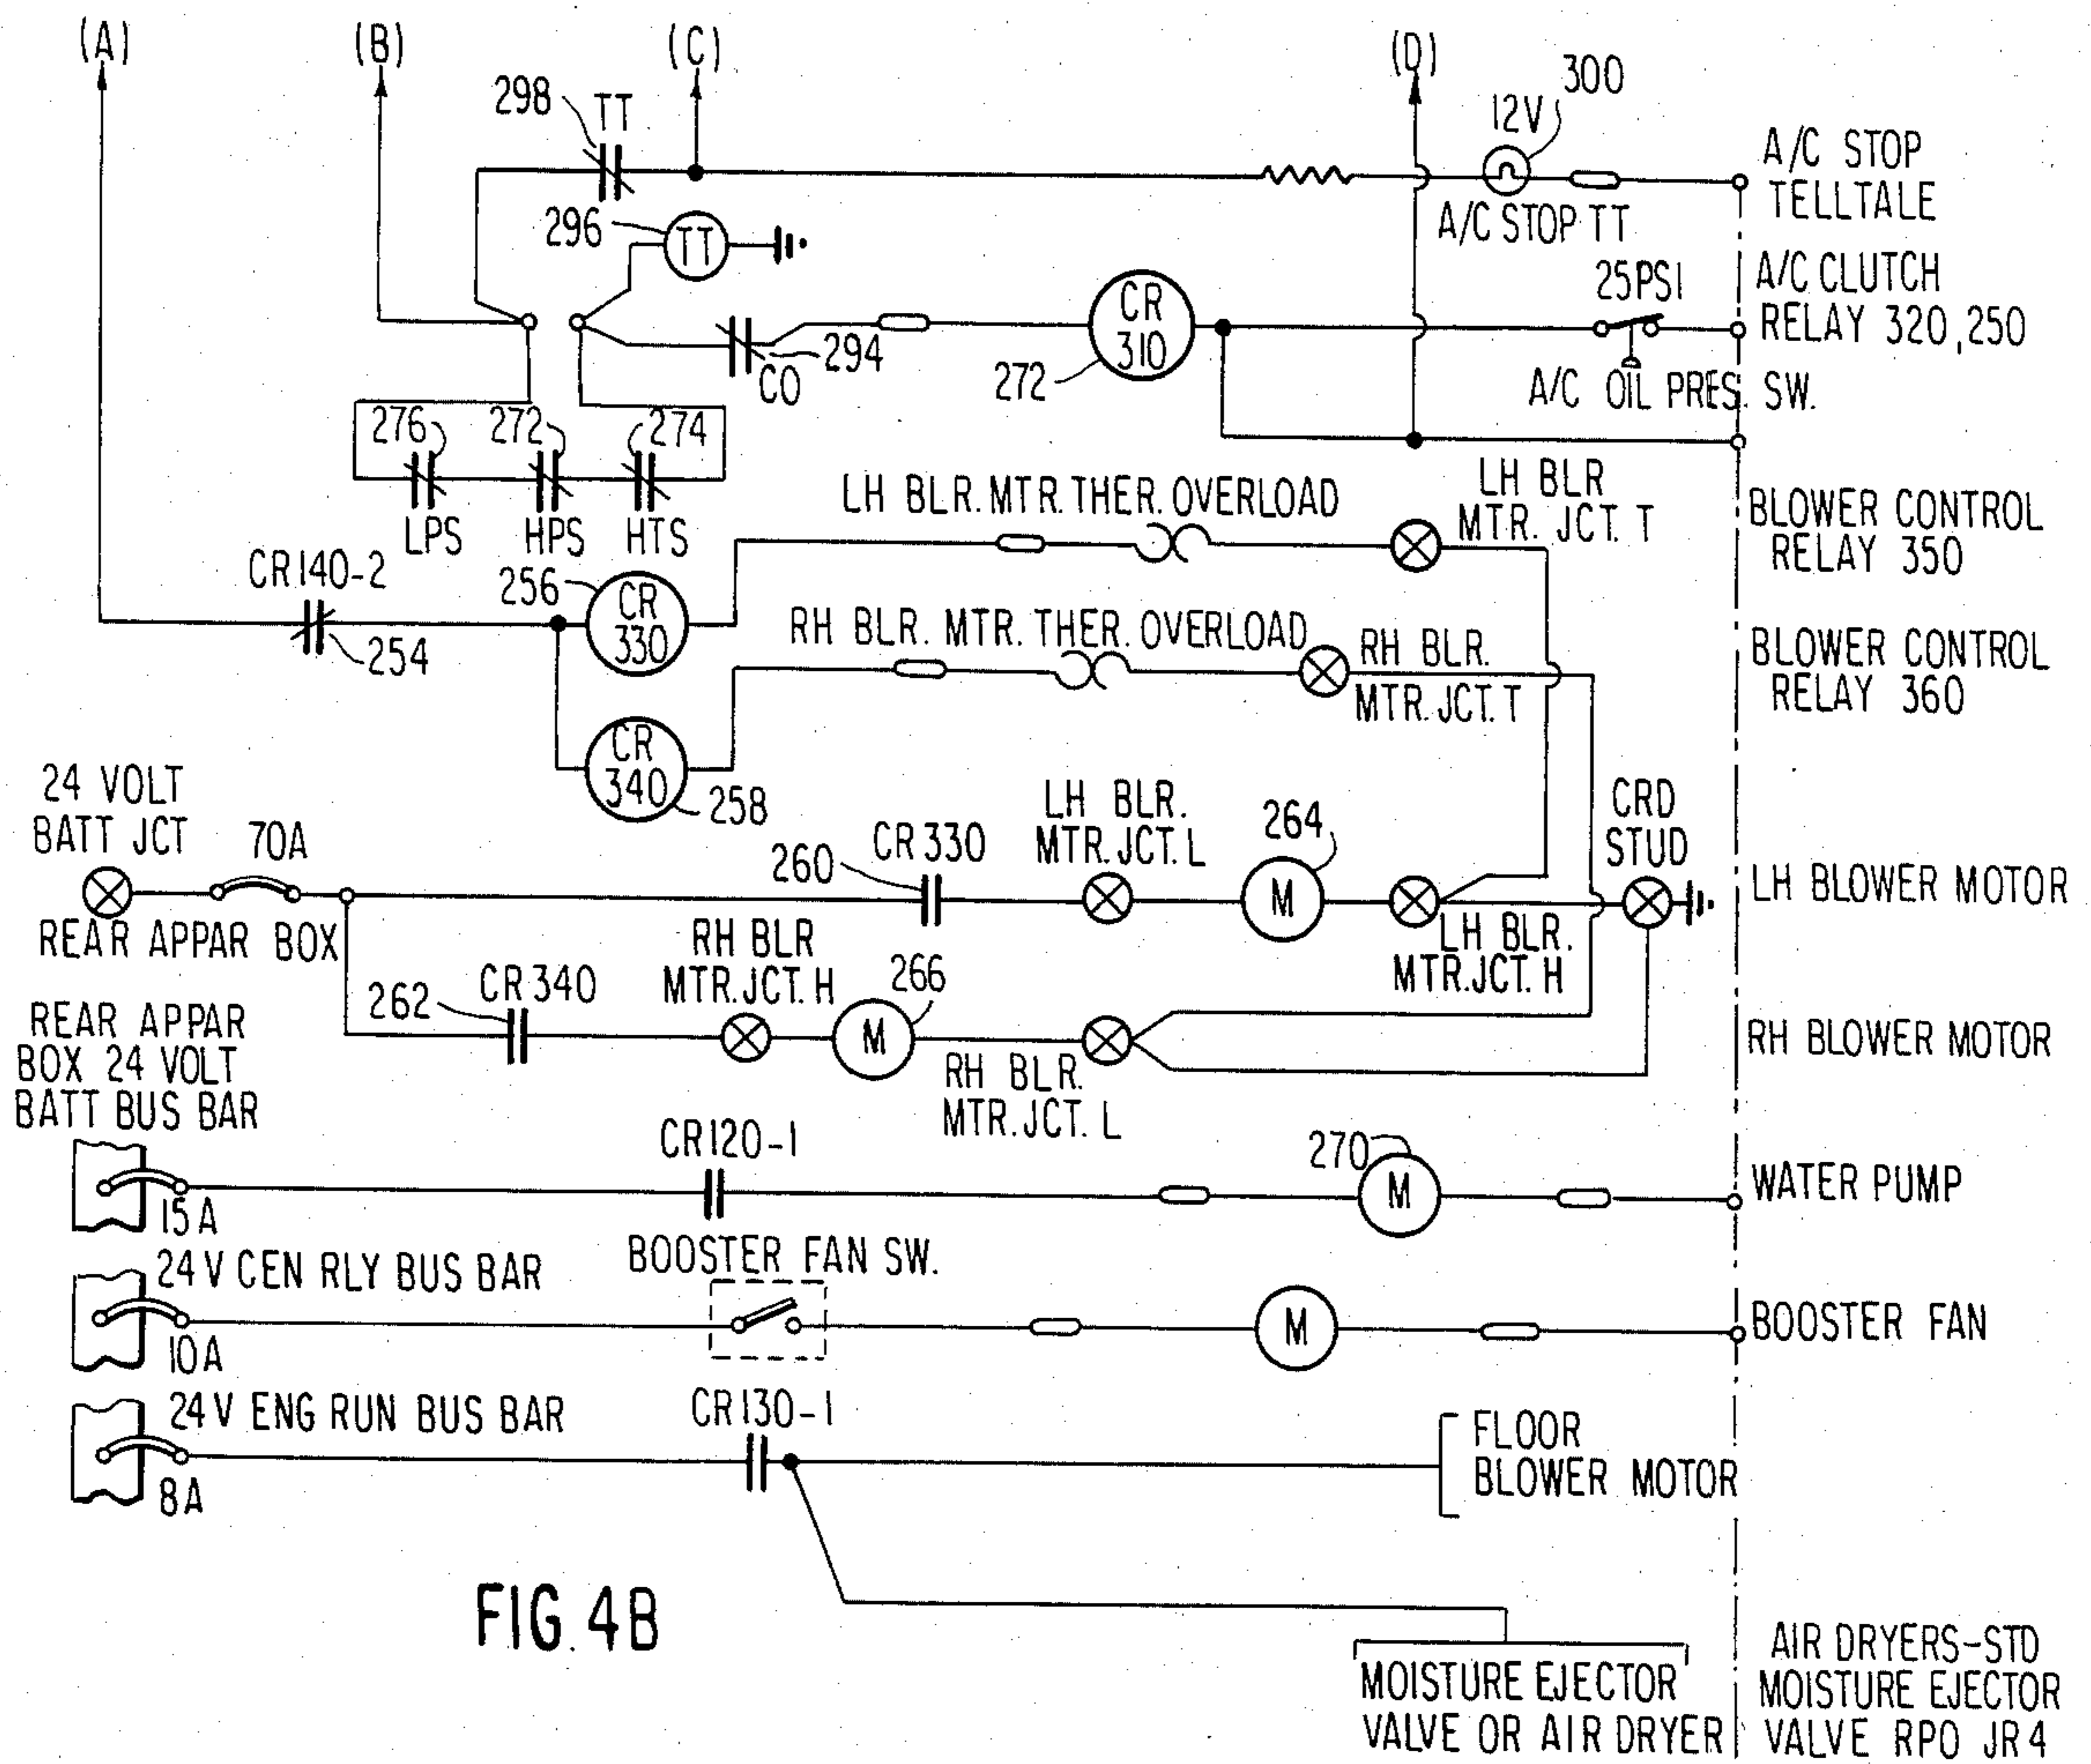 (A)
(B)
(C)
(D)
298
TT
12V
300
A/C STOP
TELLTALE
296
TT
A/C STOP TT
25PSI
A/C CLUTCH
RELAY 320,250
CR
310
294
CO
272
A/C OIL PRES. SW.
276
272
274
LPS
HPS
HTS
LH BLR. MTR. THER. OVERLOAD
LH BLR
MTR. JCT. T
BLOWER CONTROL
RELAY 350
CR140-2
256
CR
330
254
RH BLR. MTR. THER. OVERLOAD
RH BLR.
MTR. JCT. T
BLOWER CONTROL
RELAY 360
CR
340
258
24 VOLT
BATT JCT
70A
REAR APPAR BOX
260
CR330
LH BLR.
MTR. JCT. L
264
M
CRD
STUD
LH BLOWER MOTOR
LH BLR.
MTR. JCT. H
262
CR340
RH BLR
MTR. JCT. H
266
M
RH BLR.
MTR. JCT. L
RH BLOWER MOTOR
REAR APPAR
BOX 24 VOLT
BATT BUS BAR
15A
CR120-1
270
M
WATER PUMP
24V CEN RLY BUS BAR
10A
BOOSTER FAN SW.
M
BOOSTER FAN
24V ENG RUN BUS BAR
8A
CR130-1
FLOOR
BLOWER MOTOR
FIG. 4B
MOISTURE EJECTOR
VALVE OR AIR DRYER
AIR DRYERS-STD
MOISTURE EJECTOR
VALVE RPO JR4